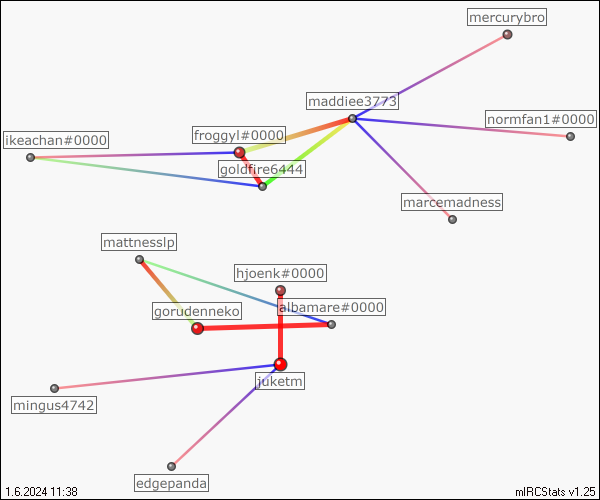 mercurybro
maddiee3773
normfan1#0000
froggyl#0000
ikeachan#0000
goldfire6444
marcemadness
mattnesslp
hjoenk#0000
albamare#0000
gorudenneko
juketm
mingus4742
edgepanda
1.6.2024 11:38
mIRCStats v1.25